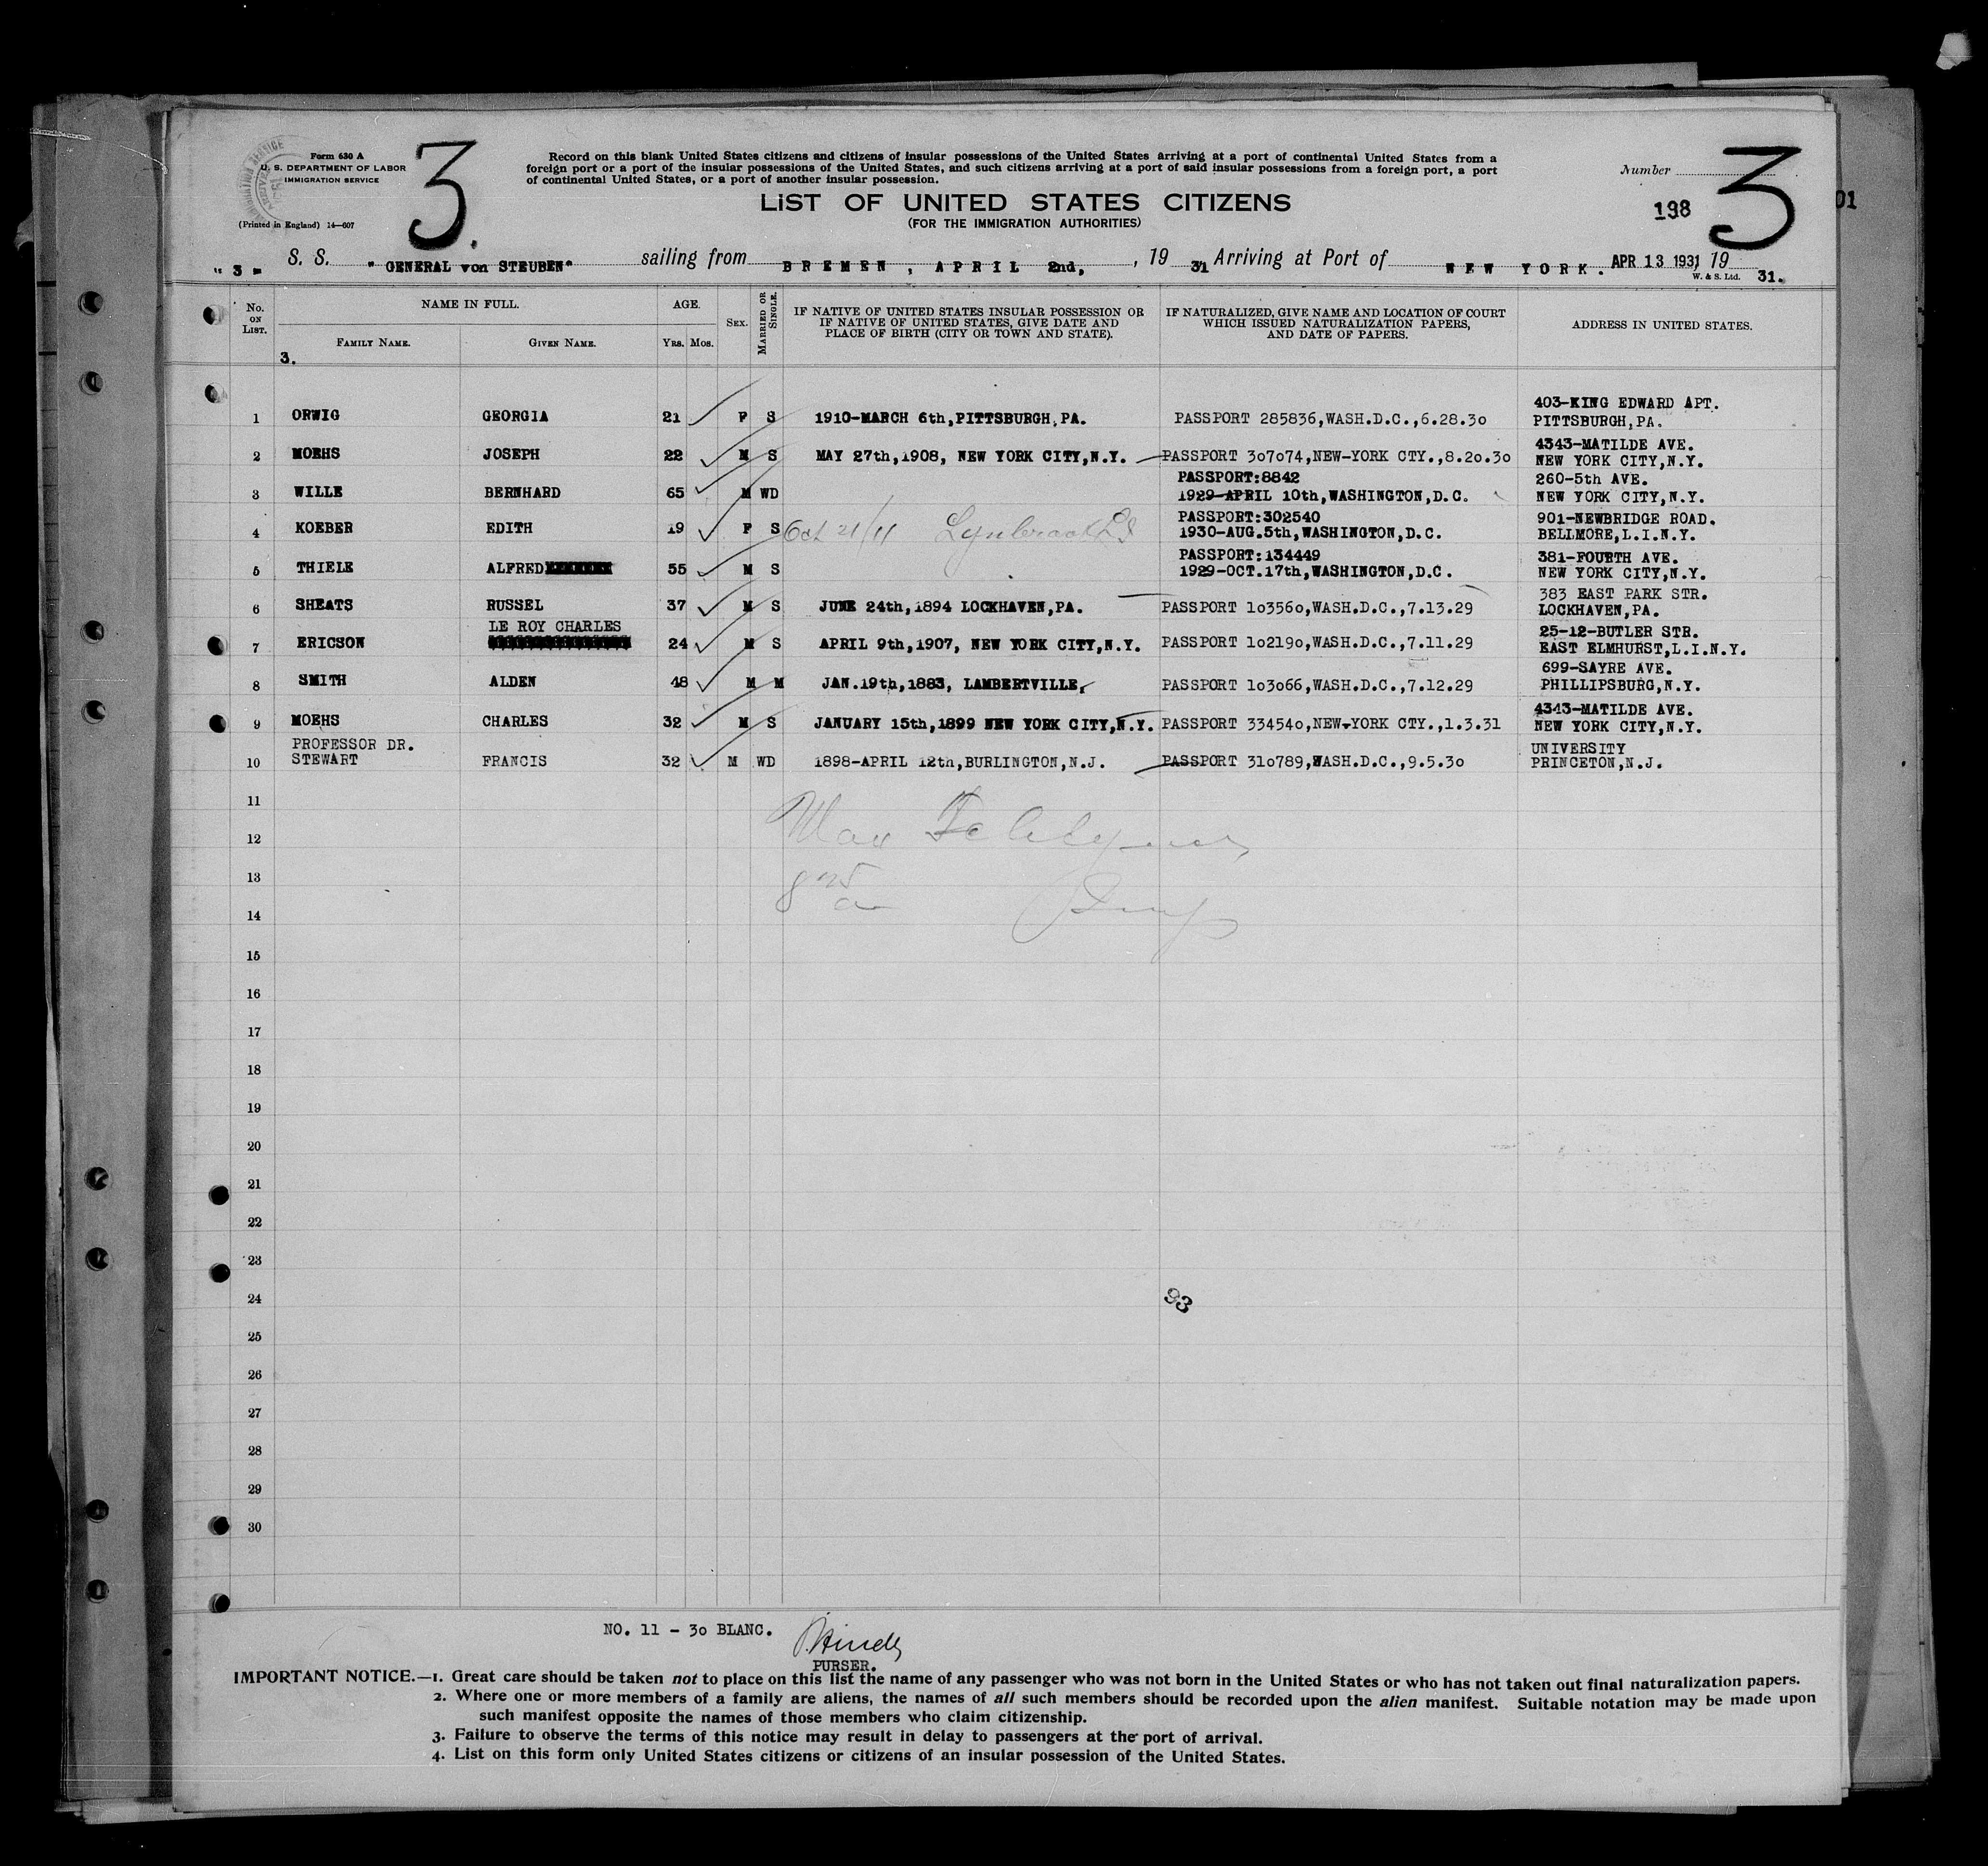 Form 630 A
U. S. DEPARTMENT OF LABOR
IMMIGRATION SERVICE
(Printed in England) 14—607
3.
Record on this blank United States citizens and citizens of insular possessions of the United States arriving at a port of continental United States from a
foreign port or a port of the insular possessions of the United States, and such citizens arriving at a port of said insular possessions from a foreign port, a port
of continental United States, or a port of another insular possession.
Number
198
3
01
LIST OF UNITED STATES CITIZENS
(FOR THE IMMIGRATION AUTHORITIES)
" 3 " S. S. "GENERAL von STEUBEN" sailing from BREMEN, APRIL 2nd, , 19 31 Arriving at Port of NEW YORK. APR 13 1931, 19 31.
W. & S. Ltd.
No. ON LIST. NAME IN FULL. AGE. SEX. MARRIED OR SINGLE. IF NATIVE OF UNITED STATES INSULAR POSSESSION OR IF NATIVE OF UNITED STATES, GIVE DATE AND PLACE OF BIRTH (CITY OR TOWN AND STATE). IF NATURALIZED, GIVE NAME AND LOCATION OF COURT WHICH ISSUED NATURALIZATION PAPERS, AND DATE OF PAPERS. ADDRESS IN UNITED STATES.
FAMILY NAME. GIVEN NAME. YRS. MOS.
3.
403-KING EDWARD APT.
1 ORWIG GEORGIA 21 F S 1910-MARCH 6th,PITTSBURGH,PA. PASSPORT 285836,WASH.D.C.,6.28.30 PITTSBURGH,PA.
4343-MATILDE AVE.
2 MOEHS JOSEPH 22 M S MAY 27th,1908, NEW YORK CITY,N.Y. PASSPORT 307074,NEW-YORK CTY.,8.20.30 NEW YORK CITY,N.Y.
PASSPORT:8842 260-5th AVE.
3 WILLE BERNHARD 65 M WD 1929-APRIL 10th,WASHINGTON,D.C. NEW YORK CITY,N.Y.
PASSPORT:302540 901-NEWBRIDGE ROAD.
4 KOEBER EDITH 19 F S Oct 21/11 Lynbrook L I 1930-AUG.5th,WASHINGTON,D.C. BELLMORE,L.I.N.Y.
PASSPORT:134449 381-FOURTH AVE.
5 THIELE ALFRED 55 M S 1929-OCT.17th,WASHINGTON,D.C. NEW YORK CITY,N.Y.
383 EAST PARK STR.
6 SHEATS RUSSEL 37 M S JUNE 24th,1894 LOCKHAVEN,PA. PASSPORT 103560,WASH.D.C.,7.13.29 LOCKHAVEN,PA.
LE ROY CHARLES 25-12-BUTLER STR.
7 ERICSON 24 M S APRIL 9th,1907, NEW YORK CITY,N.Y. PASSPORT 102190,WASH.D.C.,7.11.29 EAST ELMHURST,L.I.N.Y.
699-SAYRE AVE.
8 SMITH ALDEN 48 M M JAN.19th,1883, LAMBERTVILLE, PASSPORT 103066,WASH.D.C.,7.12.29 PHILLIPSBURG,N.Y.
4343-MATILDE AVE.
9 MOEHS CHARLES 32 M S JANUARY 15th,1899 NEW YORK CITY,N.Y. PASSPORT 334540,NEW-YORK CTY.,1.3.31 NEW YORK CITY,N.Y.
PROFESSOR DR. UNIVERSITY
10 STEWART FRANCIS 32 M WD 1898-APRIL 12th,BURLINGTON,N.J. PASSPORT 310789,WASH.D.C.,9.5.30 PRINCETON,N.J.
11
12 Max
13
14
15
16
17
18
19
20
21
22
23
24 93
25
26
27
28
29
30
NO. 11 - 30 BLANC.
PURSER.
IMPORTANT NOTICE.—1. Great care should be taken not to place on this list the name of any passenger who was not born in the United States or who has not taken out final naturalization papers.
2. Where one or more members of a family are aliens, the names of all such members should be recorded upon the alien manifest. Suitable notation may be made upon
such manifest opposite the names of those members who claim citizenship.
3. Failure to observe the terms of this notice may result in delay to passengers at the port of arrival.
4. List on this form only United States citizens or citizens of an insular possession of the United States.